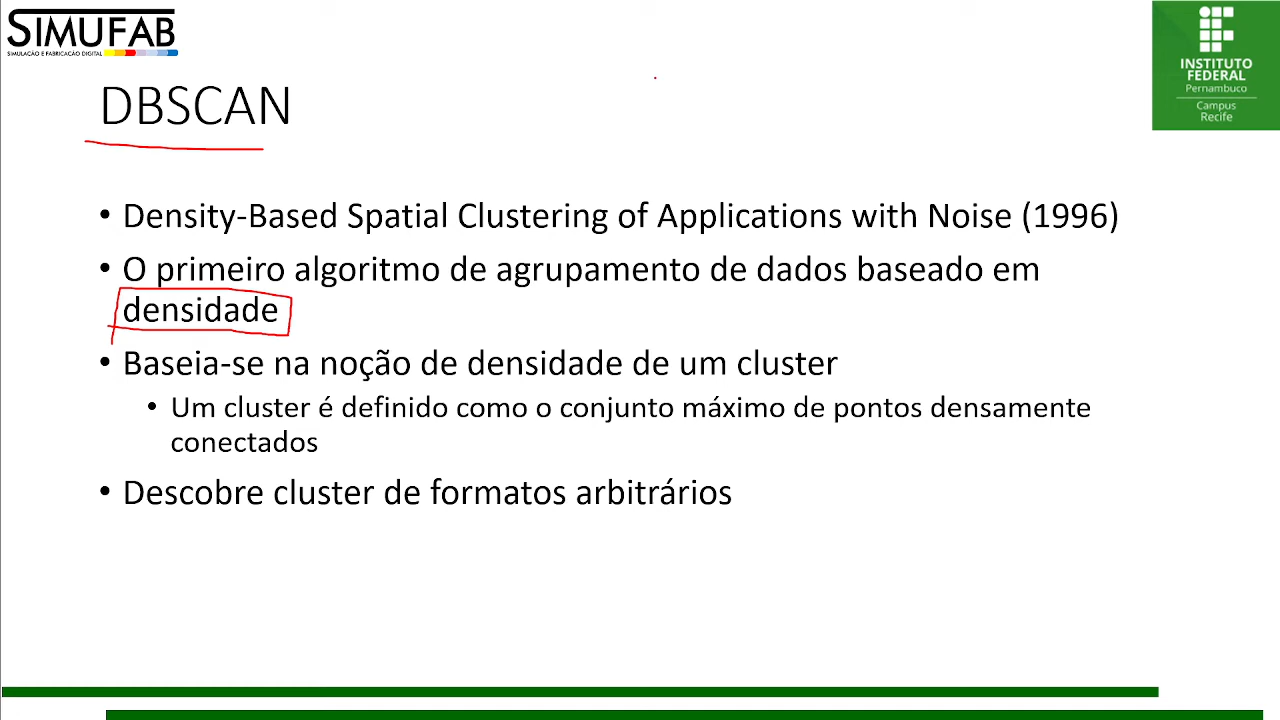 SIMUFAB
SIMULAÇÃO E FABRICAÇÃO DIGITAL
INSTITUTO
FEDERAL
Pernambuco
Campus
Recife
DBSCAN
• Density-Based Spatial Clustering of Applications with Noise (1996)
• O primeiro algoritmo de agrupamento de dados baseado em
densidade
• Baseia-se na noção de densidade de um cluster
• Um cluster é definido como o conjunto máximo de pontos densamente
conectados
• Descobre cluster de formatos arbitrários